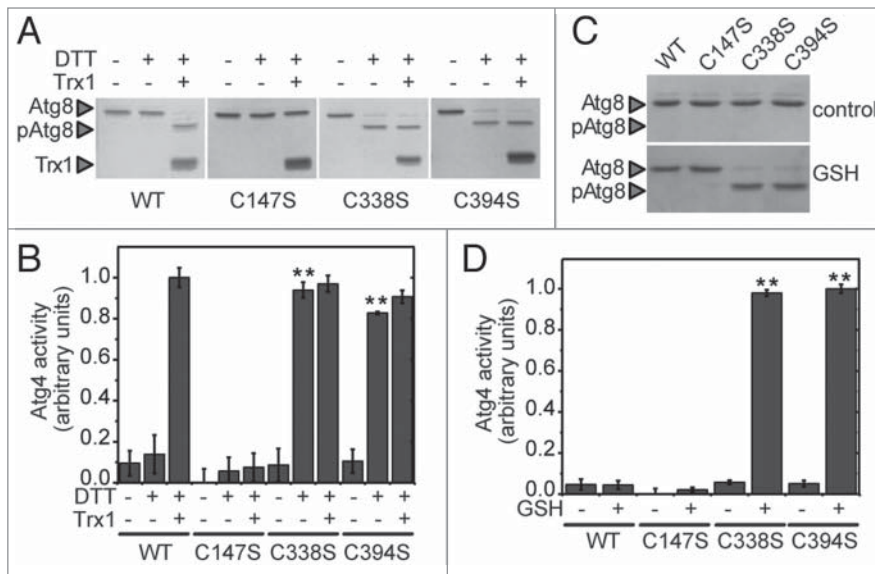 A
DTT - + + - + + - + + - + +
Trx1 + + + +
Atg8
pAtg8
Trx1
WT C147S C338S C394S
C
WT C147S C338S C394S
Atg8
pAtg8
control
Atg8
pAtg8
GSH
B
Atg4 activity
(arbitrary units)
1.0
0.8
0.6
0.4
0.2
0.0
** **
DTT - + + - + + - + + - + +
Trx1 - - + - - + - - + - - +
WT C147S C338S C394S
D
Atg4 activity
(arbitrary units)
1.0
0.8
0.6
0.4
0.2
0.0
** **
GSH - + - + - + - +
WT C147S C338S C394S